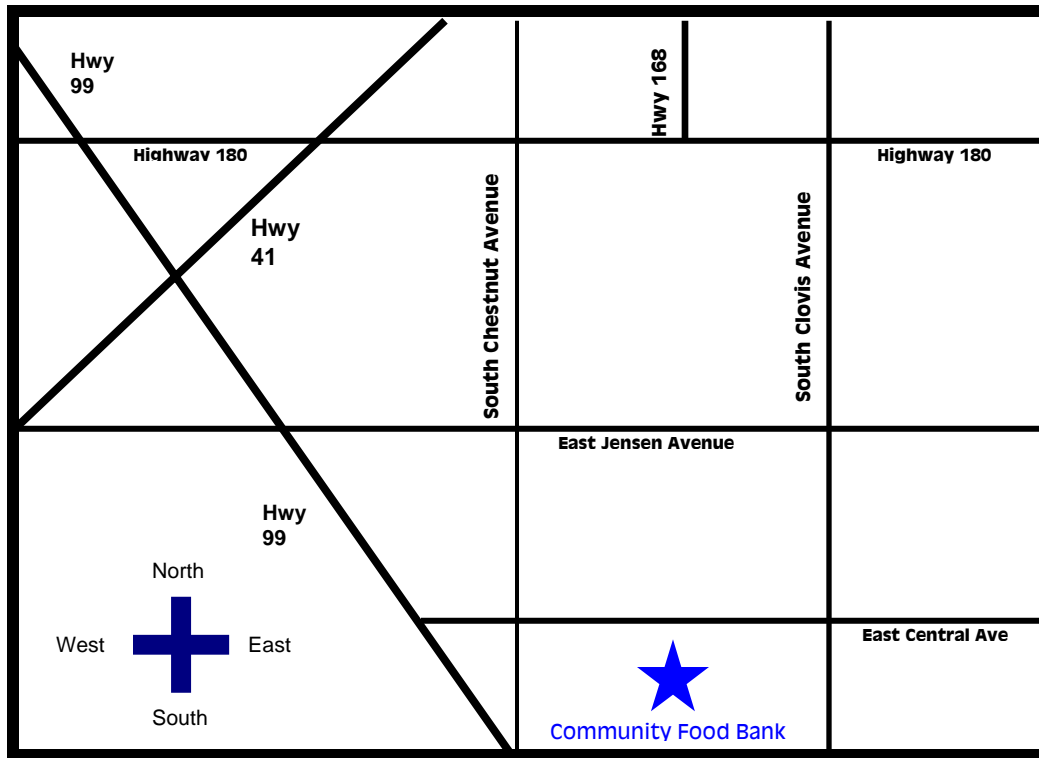 Hwy
99
Hwy 168
Highway 180
Highway 180
Hwy
41
South Chestnut Avenue
South Clovis Avenue
East Jensen Avenue
Hwy
99
North
West
East
South
East Central Ave
Community Food Bank